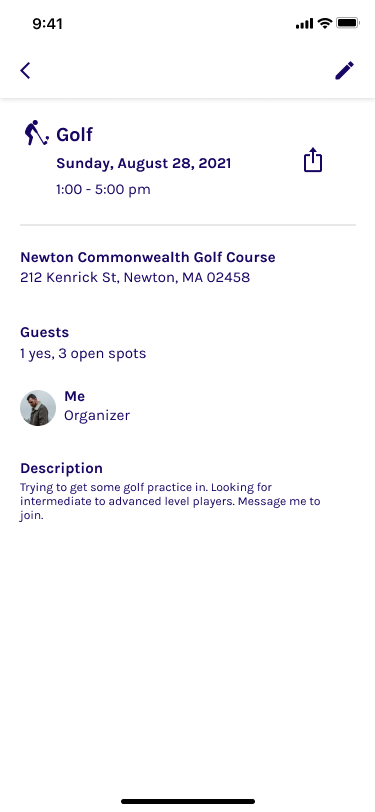 9:41
Golf
Sunday, August 28, 2021
1:00 - 5:00 pm
Newton Commonwealth Golf Course
212 Kenrick St, Newton, MA 02458
Guests
1 yes, 3 open spots
Me
Organizer
Description
Trying to get some golf practice in. Looking for
intermediate to advanced level players. Message me to
join.